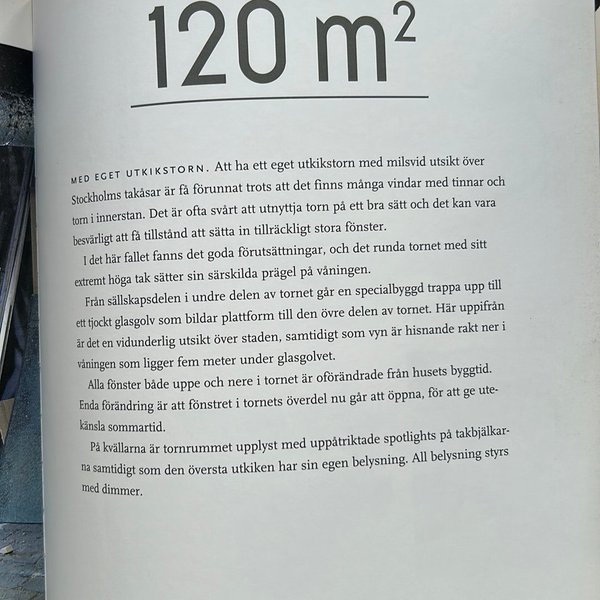 120 m²
MED EGET UTKIKSTORN. Att ha ett eget utkikstorn med milsvid utsikt över
Stockholms takåsar är få förunnat trots att det finns många vindar med tinnar och
torn i innerstan. Det är ofta svårt att utnyttja torn på ett bra sätt och det kan vara
besvärligt att få tillstånd att sätta in tillräckligt stora fönster.
I det här fallet fanns det goda förutsättningar, och det runda tornet med sitt
extremt höga tak sätter sin särskilda prägel på våningen.
Från sällskapsdelen i undre delen av tornet går en specialbyggd trappa upp till
ett tjockt glasgolv som bildar plattform till den övre delen av tornet. Här uppifrån
är det en vidunderlig utsikt över staden, samtidigt som vyn är hisnande rakt ner i
våningen som ligger fem meter under glasgolvet.
Alla fönster både uppe och nere i tornet är oförändrade från husets byggtid.
Enda förändring är att fönstret i tornets överdel nu går att öppna, för att ge ute-
känsla sommartid.
På kvällarna är tornrummet upplyst med uppåtriktade spotlights på takbjälkar-
na samtidigt som den översta utkiken har sin egen belysning. All belysning styrs
med dimmer.